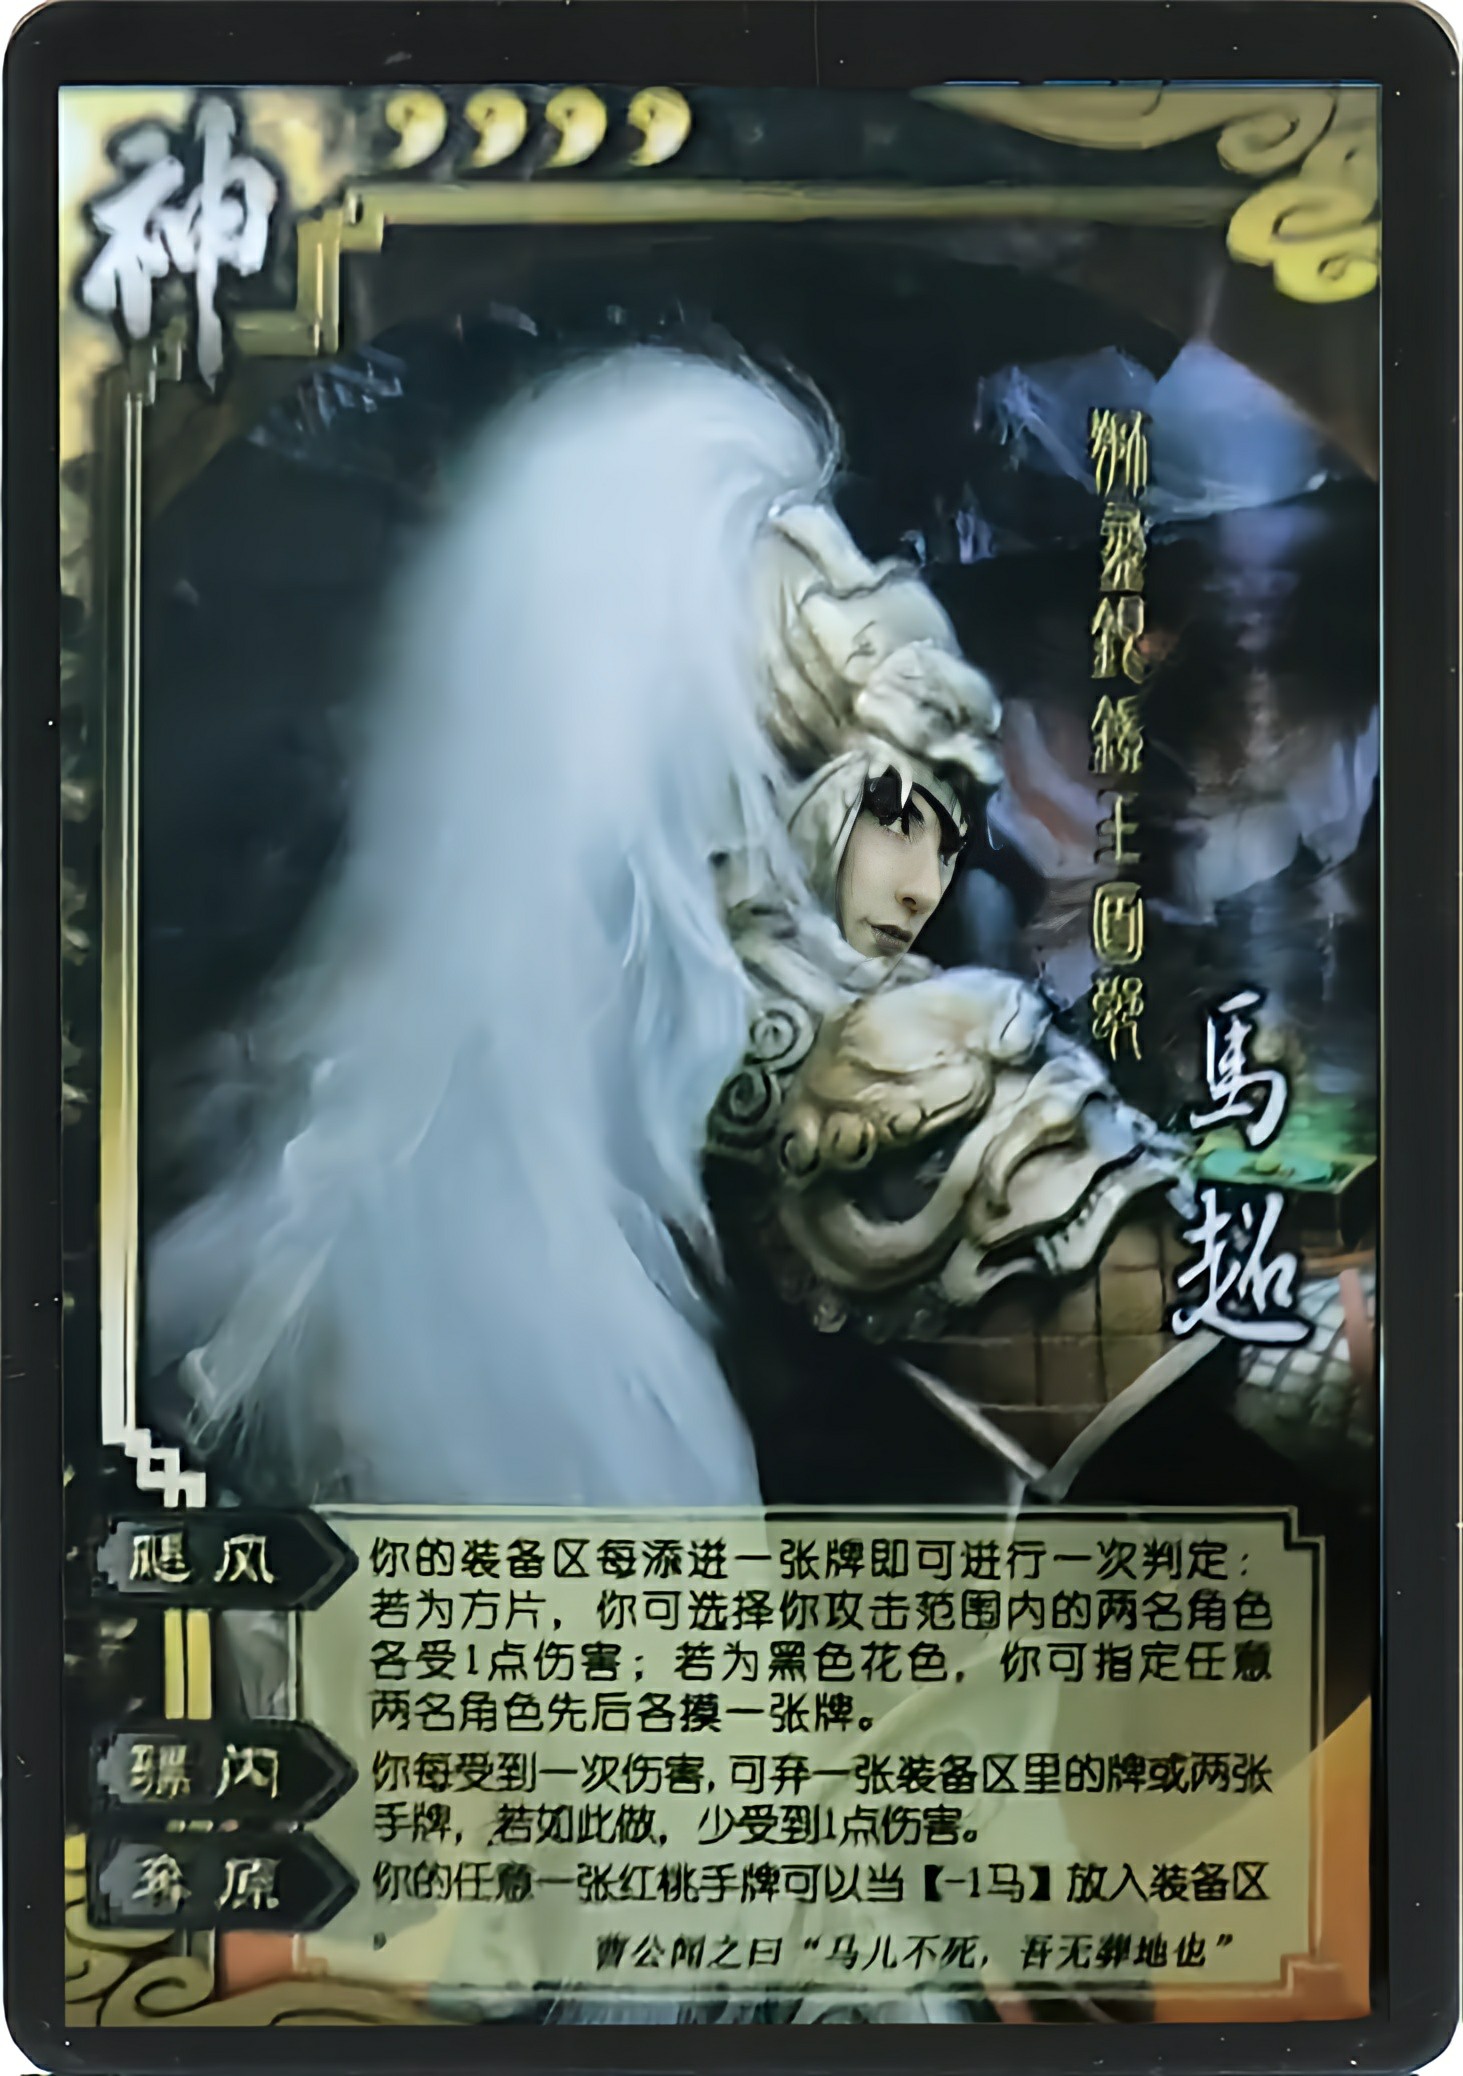 神
马超
飓风
你的装备区每添进一张牌即可进行一次判定：
若为方片，你可选择你攻击范围内的两名角色
各受1点伤害；若为黑色花色，你可指定任意
两名角色先后各摸一张牌。
骤闪
你每受到一次伤害，可弃一张装备区里的牌或两张
手牌，若如此做，少受到1点伤害。
原
你的任意一张红桃手牌可以当【-1马】放入装备区
。
曹公闻之曰“马儿不死，吾无葬地也”